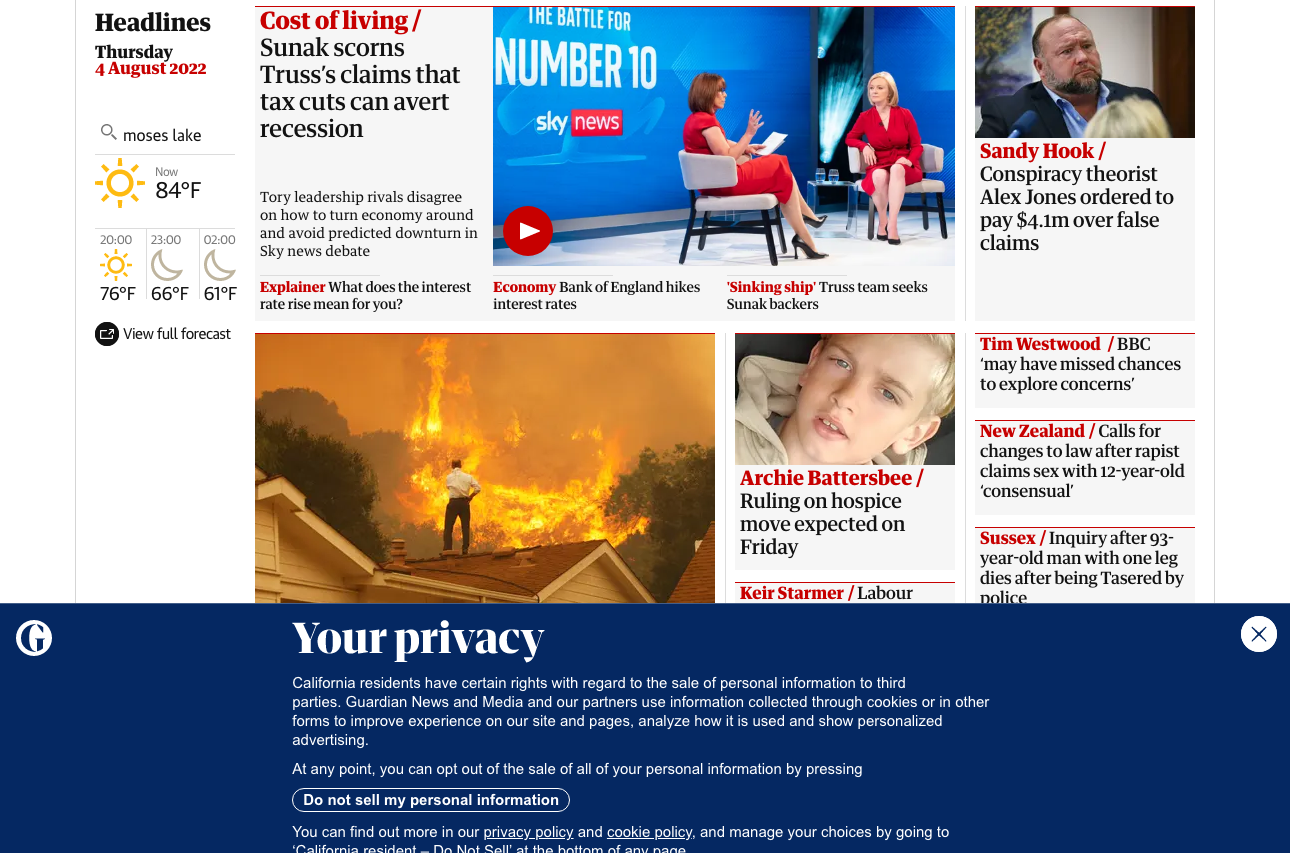 Headlines
Thursday
4 August 2022
moses lake
Now
84°F
20:00
23:00
02:00
76°F
66°F
61°F
View full forecast
Cost of living /
Sunak scorns
Truss’s claims that
tax cuts can avert
recession
Tory leadership rivals disagree
on how to turn economy around
and avoid predicted downturn in
Sky news debate
THE BATTLE FOR
NUMBER 10
sky news
Explainer What does the interest
rate rise mean for you?
Economy Bank of England hikes
interest rates
'Sinking ship' Truss team seeks
Sunak backers
Sandy Hook /
Conspiracy theorist
Alex Jones ordered to
pay $4.1m over false
claims
Archie Battersbee /
Ruling on hospice
move expected on
Friday
Keir Starmer / Labour
Tim Westwood / BBC
‘may have missed chances
to explore concerns’
New Zealand / Calls for
changes to law after rapist
claims sex with 12-year-old
‘consensual’
Sussex / Inquiry after 93-
year-old man with one leg
dies after being Tasered by
police
G
Your privacy
California residents have certain rights with regard to the sale of personal information to third
parties. Guardian News and Media and our partners use information collected through cookies or in other
forms to improve experience on our site and pages, analyze how it is used and show personalized
advertising.
At any point, you can opt out of the sale of all of your personal information by pressing
Do not sell my personal information
You can find out more in our privacy policy and cookie policy, and manage your choices by going to
‘California resident – Do Not Sell’ at the bottom of any page.